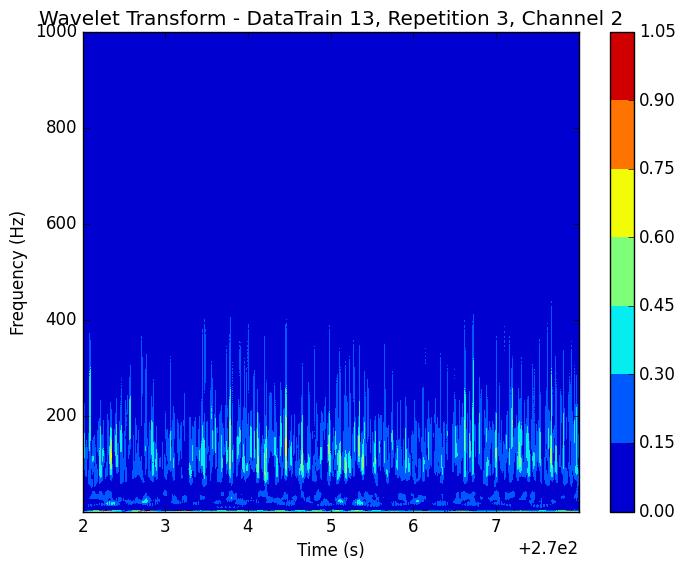 Wavelet Transform - DataTrain 13, Repetition 3, Channel 2
1000
800
600
400
200
Frequency (Hz)
2 3 4 5 6 7
Time (s)
+2.7e2
1.05
0.90
0.75
0.60
0.45
0.30
0.15
0.00